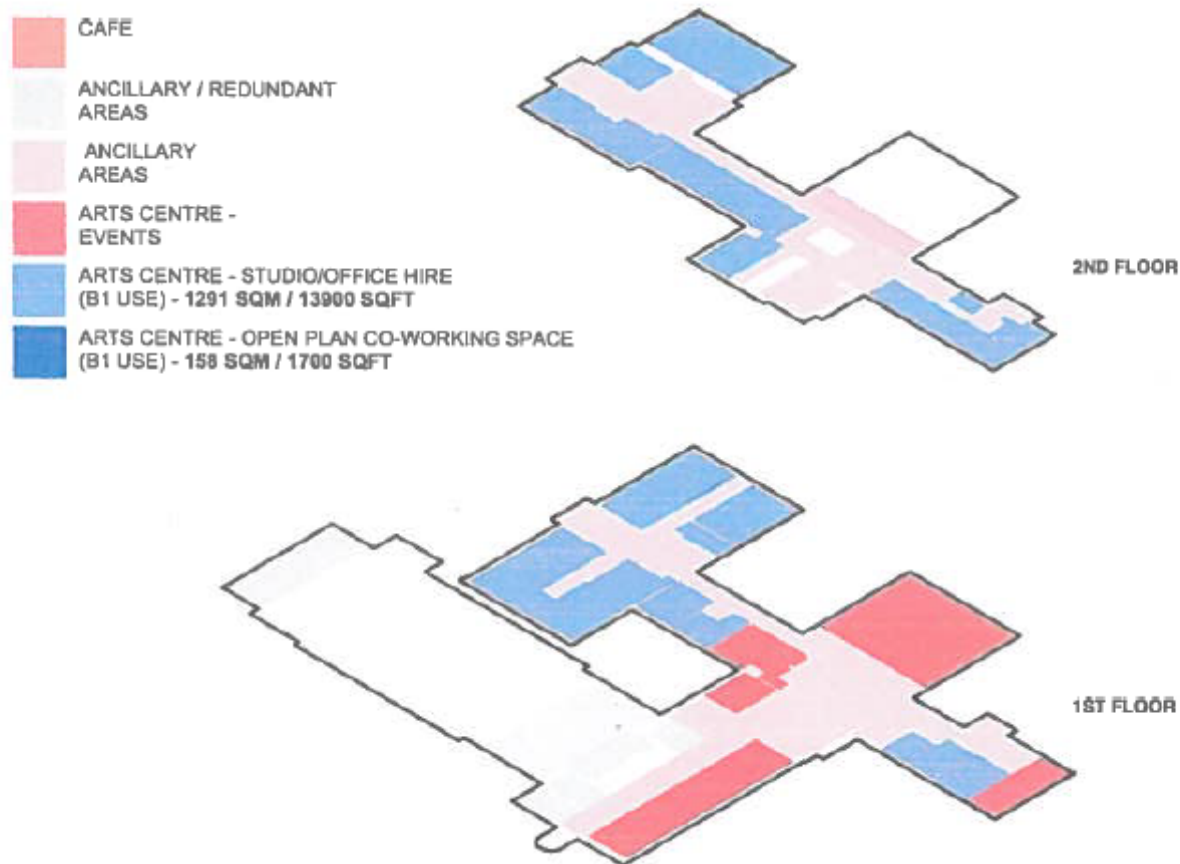 CAFE
ANCILLARY / REDUNDANT
AREAS
ANCILLARY
AREAS
ARTS CENTRE -
EVENTS
ARTS CENTRE - STUDIO/OFFICE HIRE
(B1 USE) - 1291 SQM / 13900 SQFT
ARTS CENTRE - OPEN PLAN CO-WORKING SPACE
(B1 USE) - 158 SQM / 1700 SQFT
2ND FLOOR
1ST FLOOR